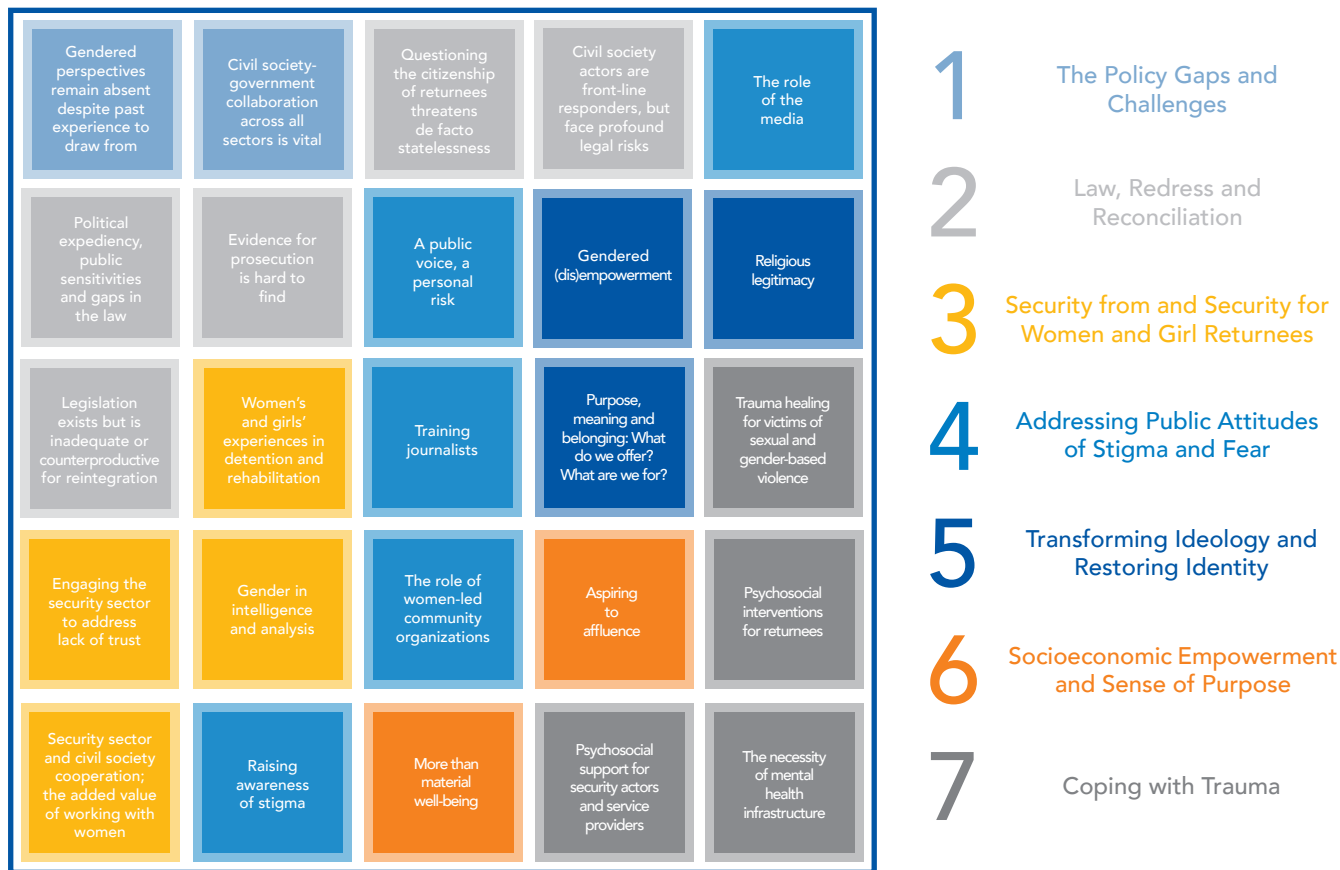 Gendered
perspectives
remain absent
despite past
experience to
draw from
Civil society-
government
collaboration
across all
sectors is vital
Questioning
the citizenship
of returnees
threatens
de facto
statelessness
Civil society
actors are
front-line
responders, but
face profound
legal risks
The role
of the
media
Political
expediency,
public
sensitivities
and gaps in
the law
Evidence for
prosecution
is hard to
find
A public
voice, a
personal
risk
Gendered
(dis)empowerment
Religious
legitimacy
Legislation
exists but is
inadequate or
counterproductive
for reintegration
Women's
and girls'
experiences in
detention and
rehabilitation
Training
journalists
Purpose,
meaning and
belonging: What
do we offer?
What are we for?
Trauma healing
for victims of
sexual and
gender-based
violence
Engaging the
security sector
to address
lack of trust
Gender in
intelligence
and analysis
The role of
women-led
community
organizations
Aspiring
to
affluence
Psychosocial
interventions
for returnees
Security sector
and civil society
cooperation;
the added value
of working with
women
Raising
awareness
of stigma
More than
material
well-being
Psychosocial
support for
security actors
and service
providers
The necessity
of mental
health
infrastructure
1
The Policy Gaps and
Challenges
2
Law, Redress and
Reconciliation
3
Security from and Security for
Women and Girl Returnees
4
Addressing Public Attitudes
of Stigma and Fear
5
Transforming Ideology and
Restoring Identity
6
Socioeconomic Empowerment
and Sense of Purpose
7
Coping with Trauma